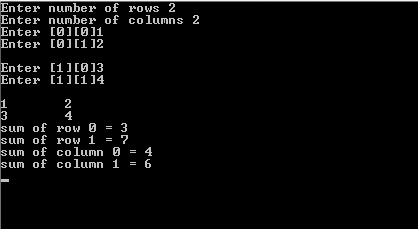 Enter number of rows 2
Enter number of columns 2
Enter [0][0]1
Enter [0][1]2
Enter [1][0]3
Enter [1][1]4
1 2
3 4
sum of row 0 = 3
sum of row 1 = 7
sum of column 0 = 4
sum of column 1 = 6